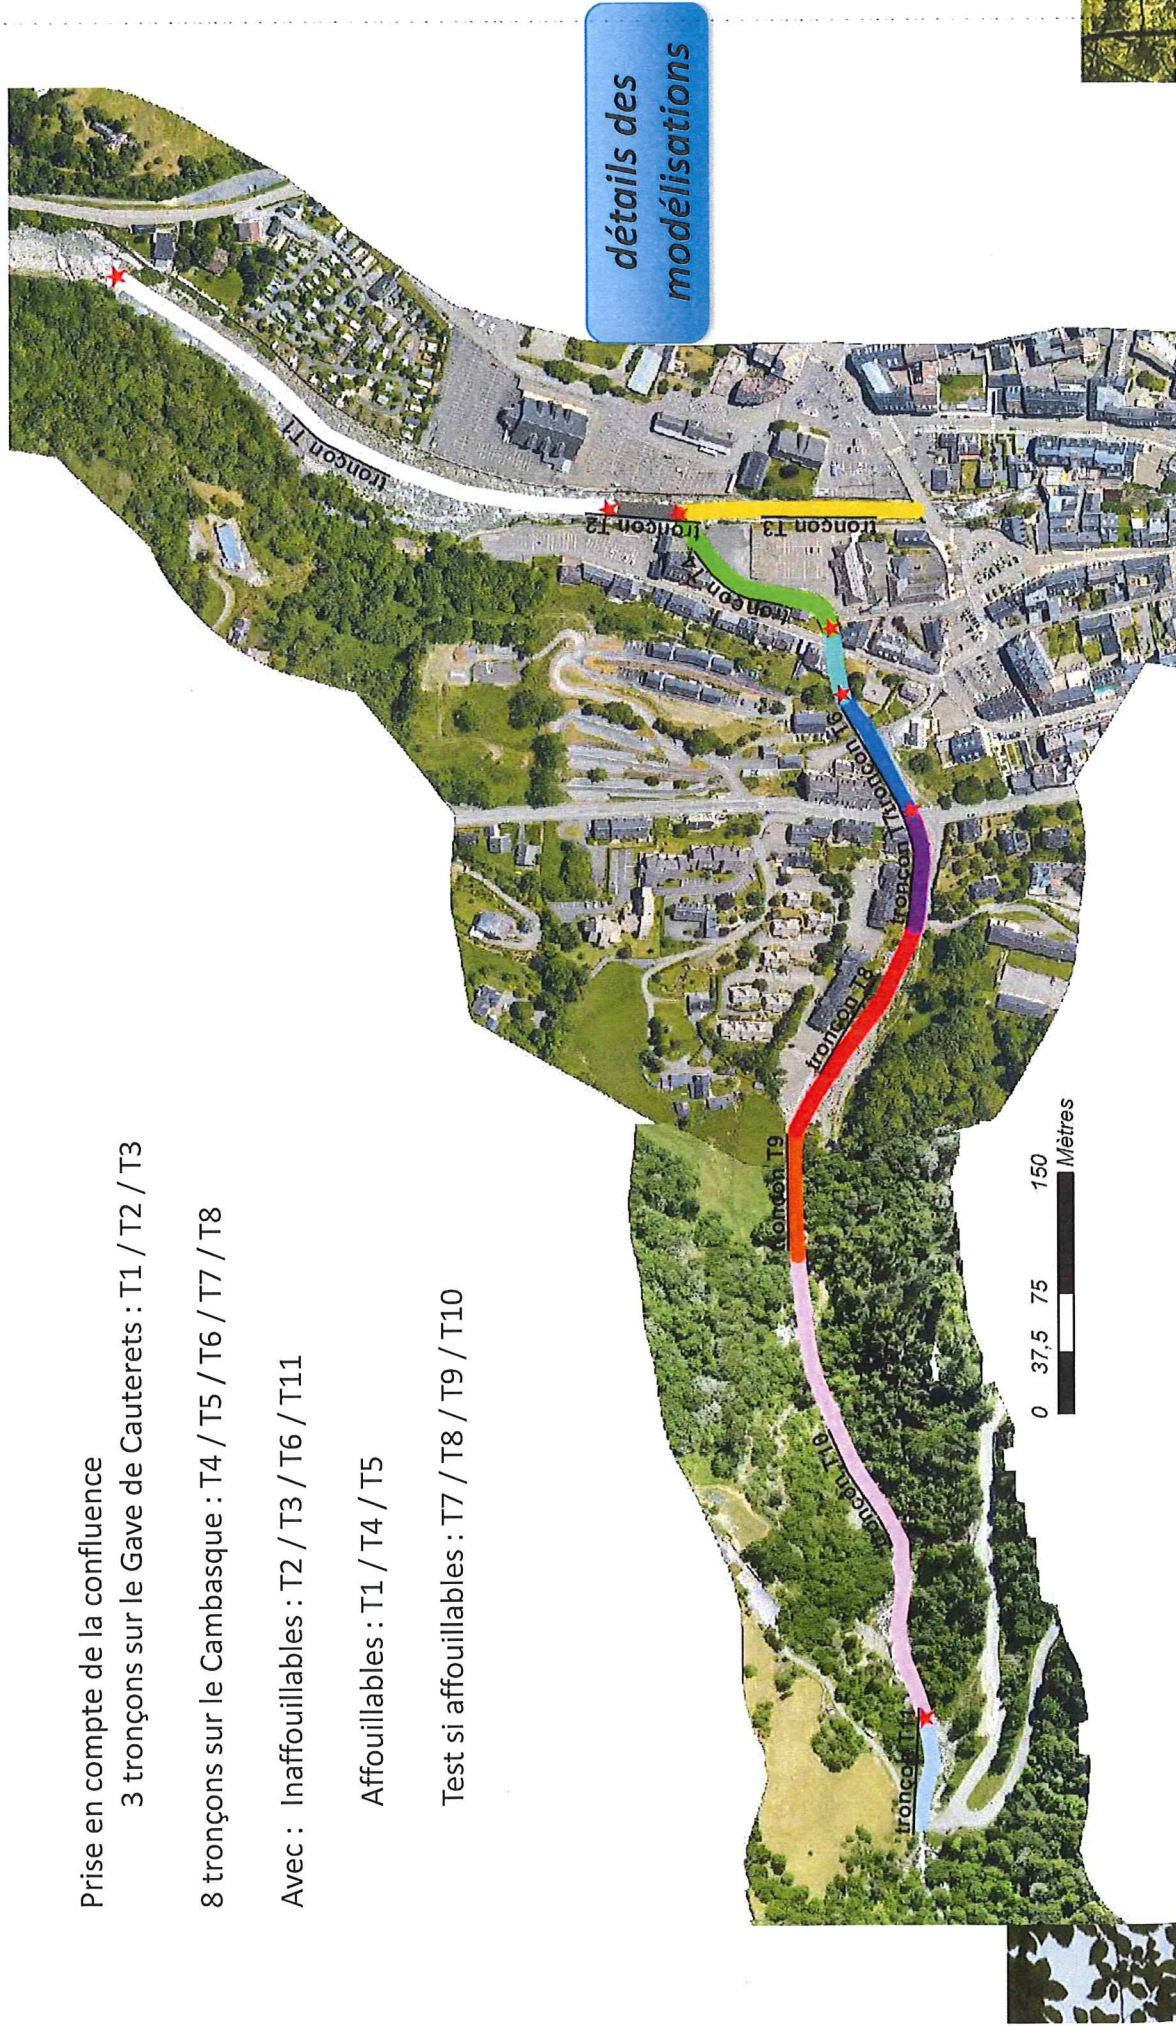 Prise en compte de la confluence
3 tronçons sur le Gave de Cauterets : T1 / T2 / T3
8 tronçons sur le Cambasque : T4 / T5 / T6 / T7 / T8
Avec : Inaffouillables : T2 / T3 / T6 / T11
Affouillables : T1 / T4 / T5
Test si affouillables : T7 / T8 / T9 / T10
détails des
modélisations
tronçon T1
tronçon T2
tronçon T3
tronçon T4
tronçon T6
tronçon T7
tronçon T8
tronçon T9
tronçon T10
tronçon T11
0 37,5 75 150
Mètres